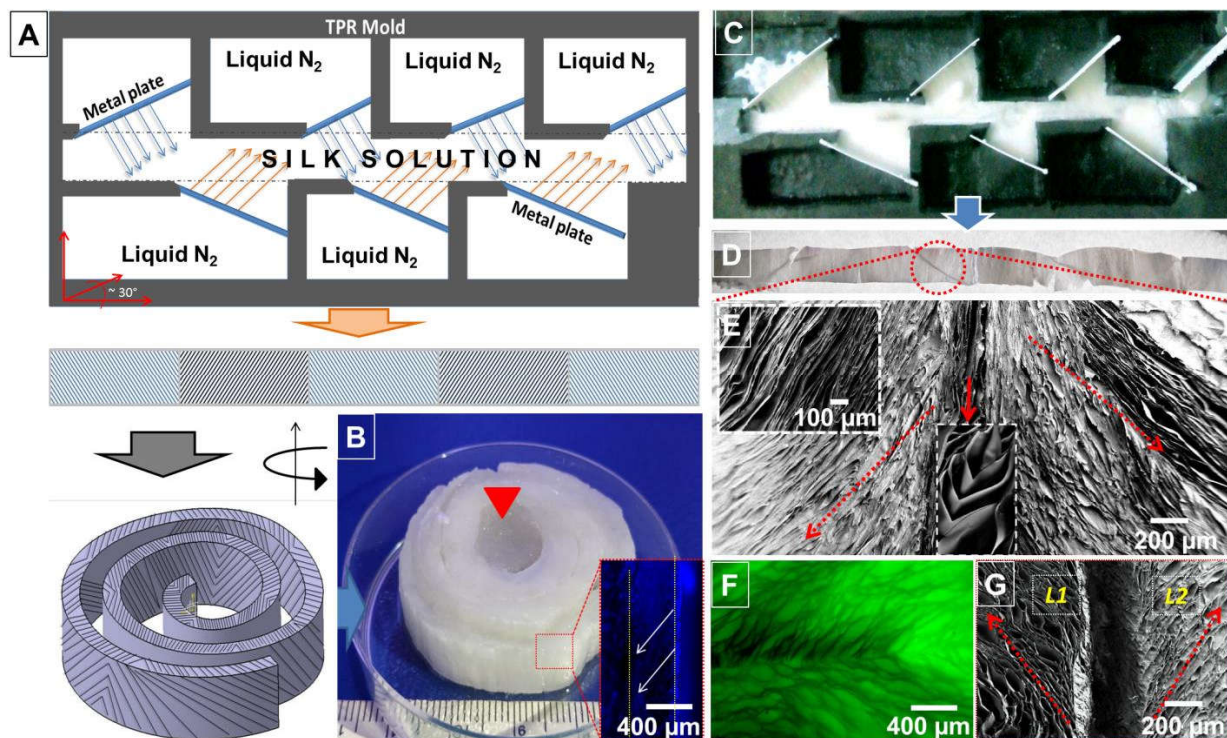 A
TPR Mold
Liquid N2
Liquid N2
Liquid N2
Metal plate
SILK SOLUTION
Metal plate
Liquid N2
Liquid N2
~ 30°
B
400 µm
C
D
E
100 µm
200 µm
F
400 µm
G
L1
L2
200 µm